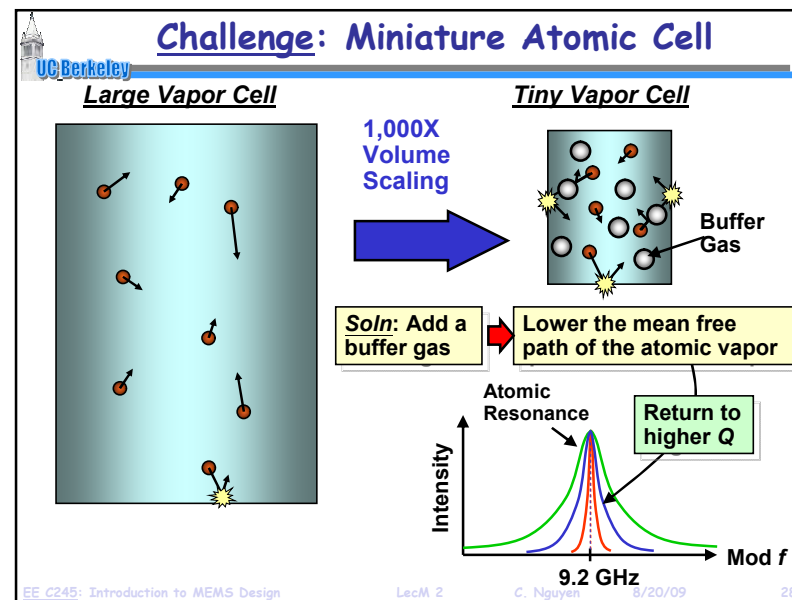 Challenge: Miniature Atomic Cell
UC Berkeley
Large Vapor Cell
Tiny Vapor Cell
1,000X
Volume
Scaling
Buffer
Gas
Soln: Add a
buffer gas
Lower the mean free
path of the atomic vapor
Atomic
Resonance
Return to
higher Q
Intensity
Mod f
9.2 GHz
EE C245: Introduction to MEMS Design LecM 2 C. Nguyen 8/20/09 28